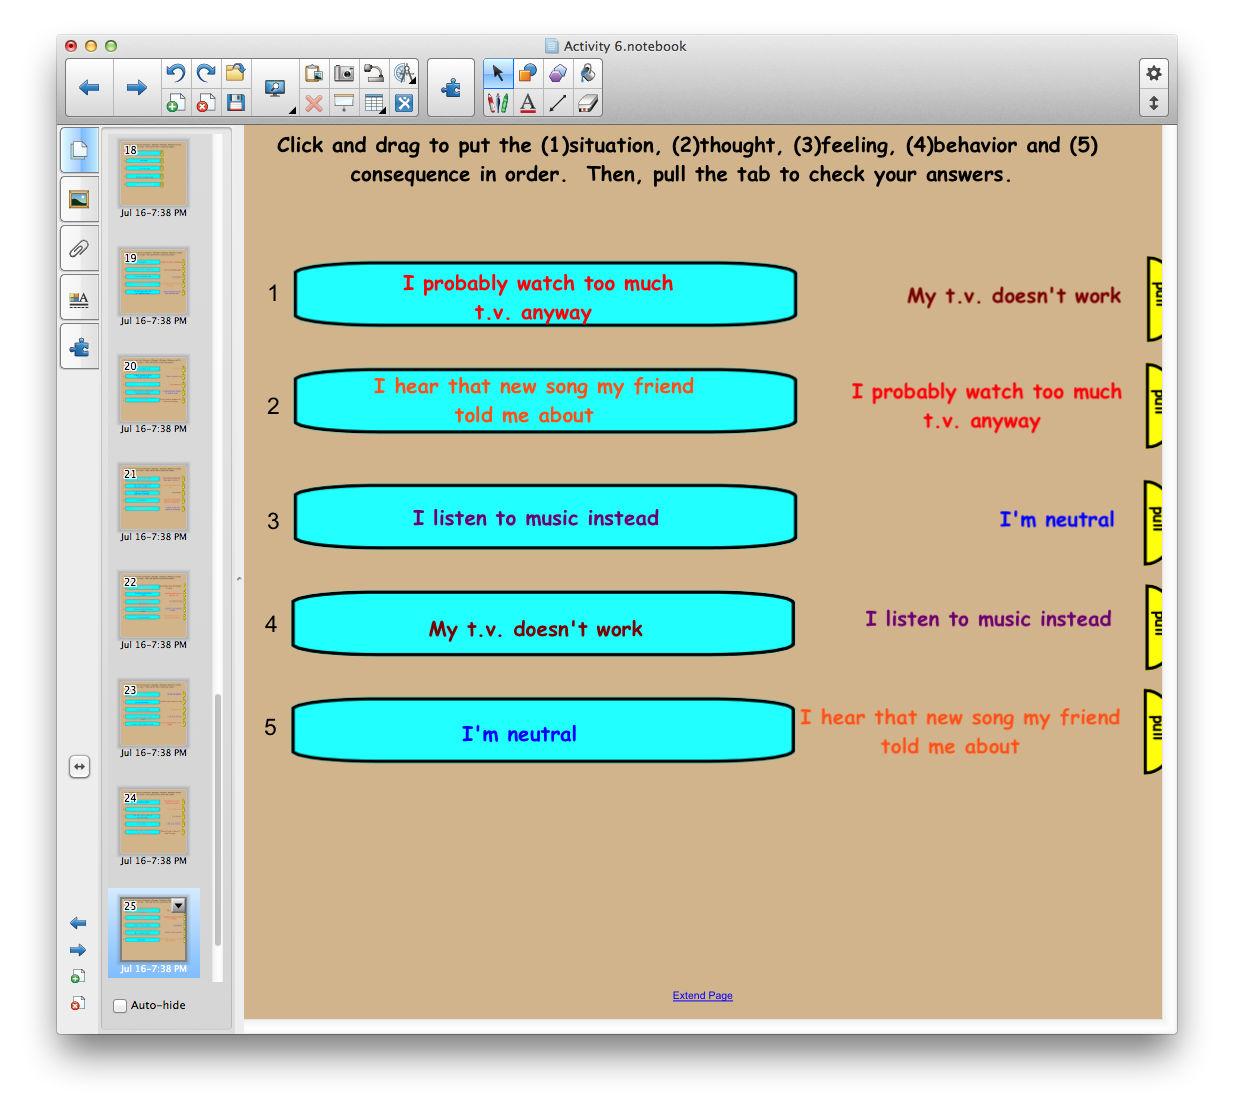 Activity 6.notebook
Click and drag to put the (1)situation, (2)thought, (3)feeling, (4)behavior and (5)
consequence in order.  Then, pull the tab to check your answers.
18
Jul 16-7:38 PM
19
Jul 16-7:38 PM
20
Jul 16-7:38 PM
21
Jul 16-7:38 PM
22
Jul 16-7:38 PM
23
Jul 16-7:38 PM
24
Jul 16-7:38 PM
25
Jul 16-7:38 PM
Auto-hide
1
I probably watch too much
t.v. anyway
My t.v. doesn't work
pull
2
I hear that new song my friend
told me about
I probably watch too much
t.v. anyway
pull
3
I listen to music instead
I'm neutral
pull
4
My t.v. doesn't work
I listen to music instead
pull
5
I'm neutral
I hear that new song my friend
told me about
pull
Extend Page